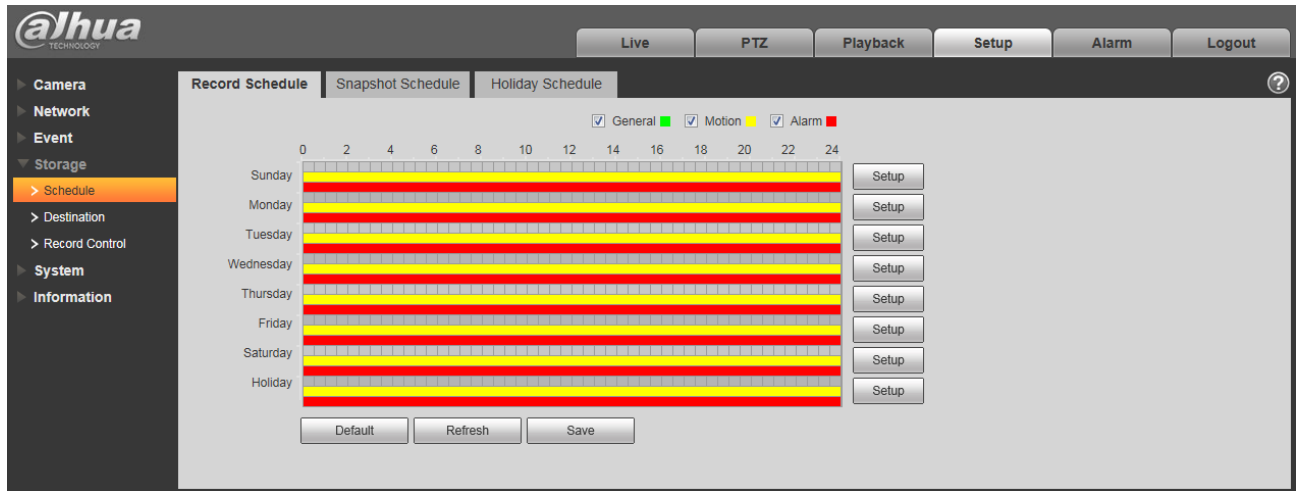 alhua
TECHNOLOGY
Live PTZ Playback Setup Alarm Logout
Camera
Network
Event
Storage
> Schedule
> Destination
> Record Control
System
Information
Record Schedule Snapshot Schedule Holiday Schedule ?
General Motion Alarm
0 2 4 6 8 10 12 14 16 18 20 22 24
Sunday Setup
Monday Setup
Tuesday Setup
Wednesday Setup
Thursday Setup
Friday Setup
Saturday Setup
Holiday Setup
Default Refresh Save